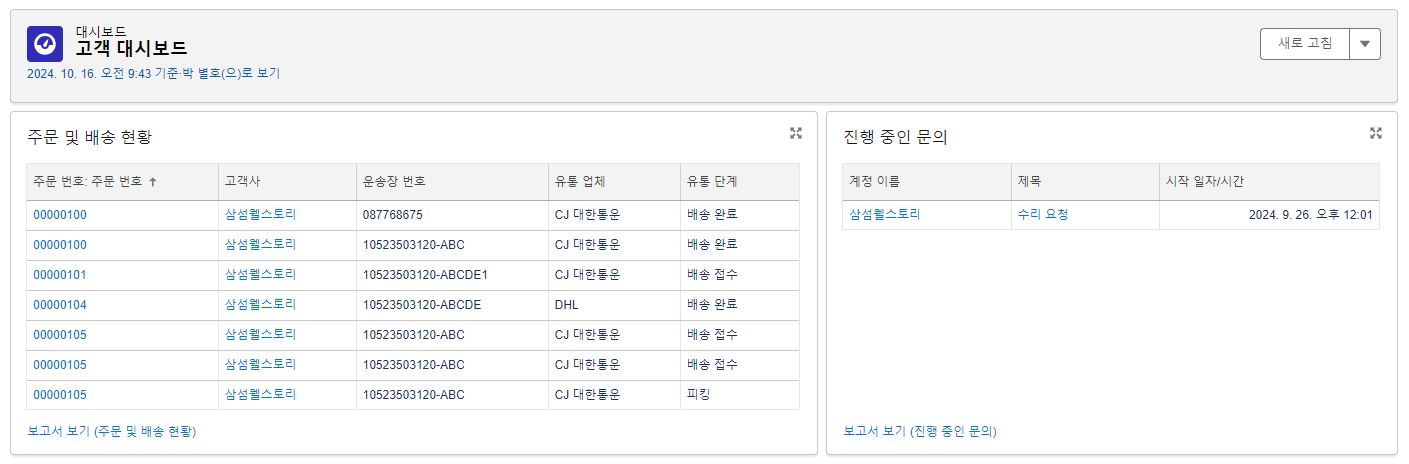 대시보드
고객 대시보드
2024. 10. 16. 오전 9:43 기준·박 별호(으)로 보기
새로 고침
주문 및 배송 현황
주문 번호: 주문 번호 ↑ 고객사 운송장 번호 유통 업체 유통 단계
00000100 삼섬웰스토리 087768675 CJ 대한통운 배송 완료
00000100 삼섬웰스토리 10523503120-ABC CJ 대한통운 배송 완료
00000101 삼섬웰스토리 10523503120-ABCDE1 CJ 대한통운 배송 접수
00000104 삼섬웰스토리 10523503120-ABCDE DHL 배송 완료
00000105 삼섬웰스토리 10523503120-ABC CJ 대한통운 배송 접수
00000105 삼섬웰스토리 10523503120-ABC CJ 대한통운 배송 접수
00000105 삼섬웰스토리 10523503120-ABC CJ 대한통운 피킹
보고서 보기 (주문 및 배송 현황)
진행 중인 문의
계정 이름 제목 시작 일자/시간
삼섬웰스토리 수리 요청 2024. 9. 26. 오후 12:01
보고서 보기 (진행 중인 문의)